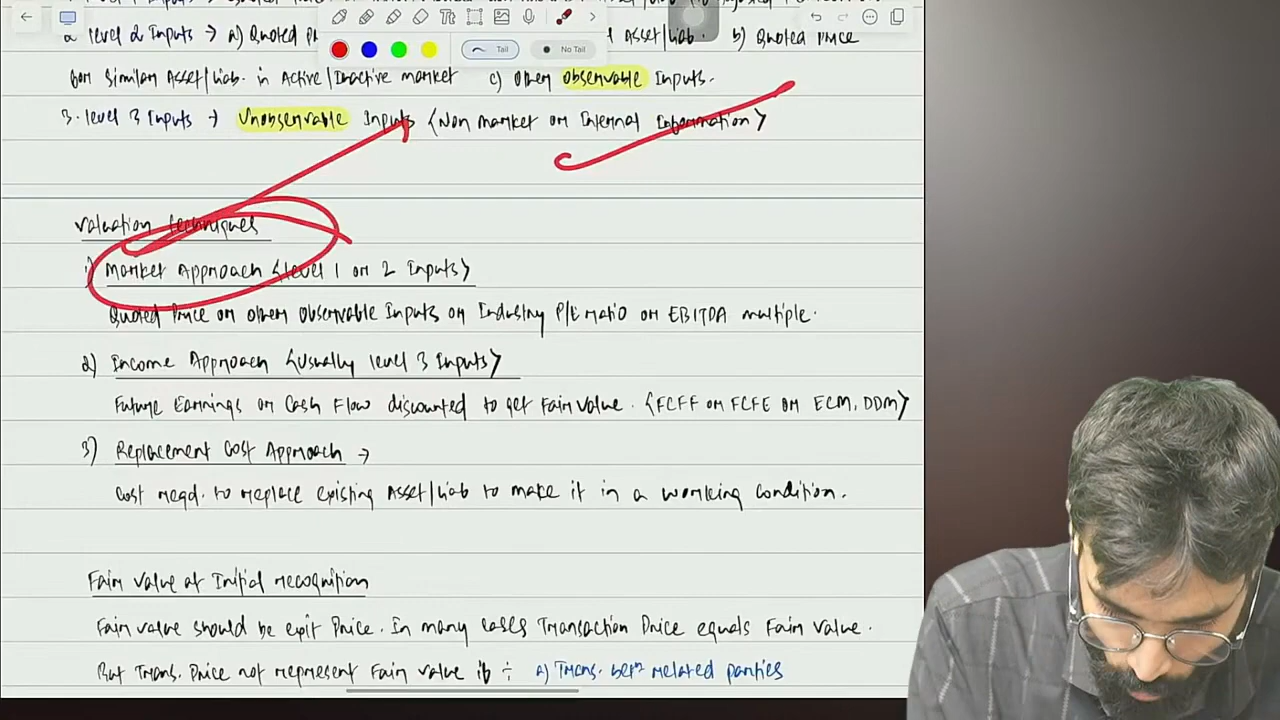 2 level 2 Inputs → a) Quoted Pr Asset/Liab. b) Quoted Price
for Similar Asset/Liab. in Active/Inactive market c) Other Observable Inputs.
3. level 3 Inputs → Unobservable Inputs {Non market or Internal Information}
Tail
No Tail
Valuation Techniques
1) Market Approach {level 1 or 2 Inputs}
Quoted Price or other Observable Inputs or Industry P/E ratio or EBITDA multiple.
2) Income Approach {Usually level 3 Inputs}
Future Earnings or Cash Flow discounted to get Fair value. {FCFF or FCFE or ECM, DDM}
3) Replacement Cost Approach →
Cost reqd. to replace existing Asset/Liab to make it in a working condition.
Fair value at Initial recognition
Fair value should be exit Price. In many cases Transaction Price equals Fair value.
But Trans. Price not represent Fair value if ÷ a) Trans. betn related parties